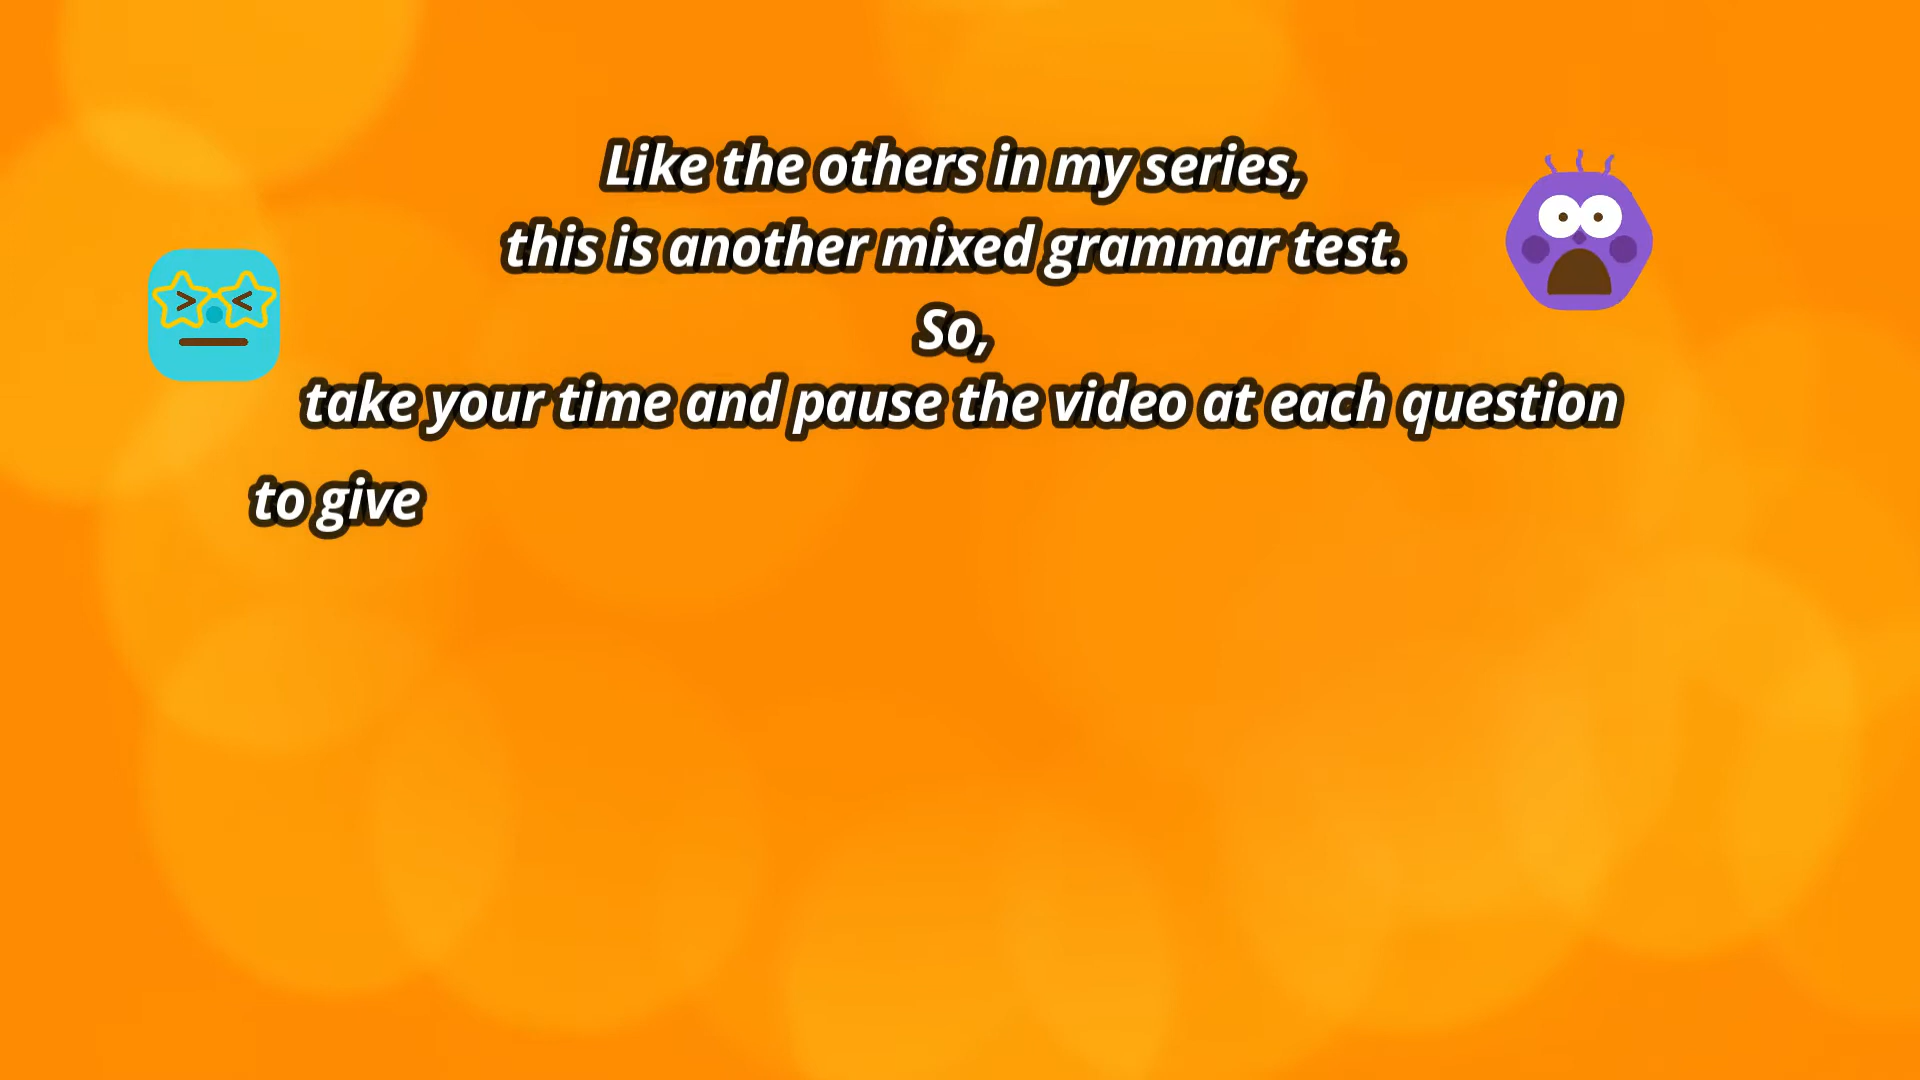 Like the others in my series,
this is another mixed grammar test.
So,
take your time and pause the video at each question
to give